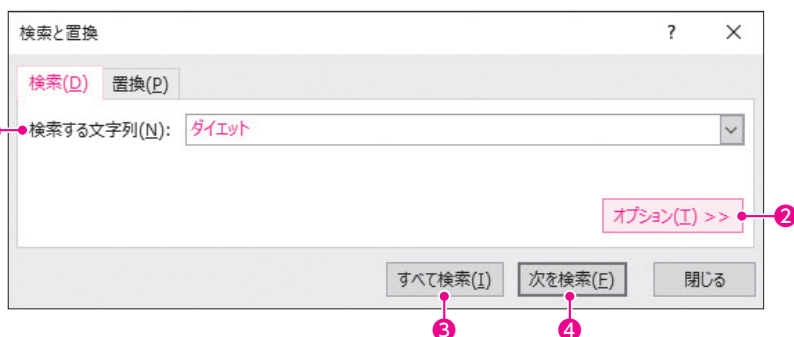 検索と置換 ? ×
検索(D) 置換(P)
検索する文字列(N): ダイエット
オプション(T) >>
2
すべて検索(I) 次を検索(F) 閉じる
3 4